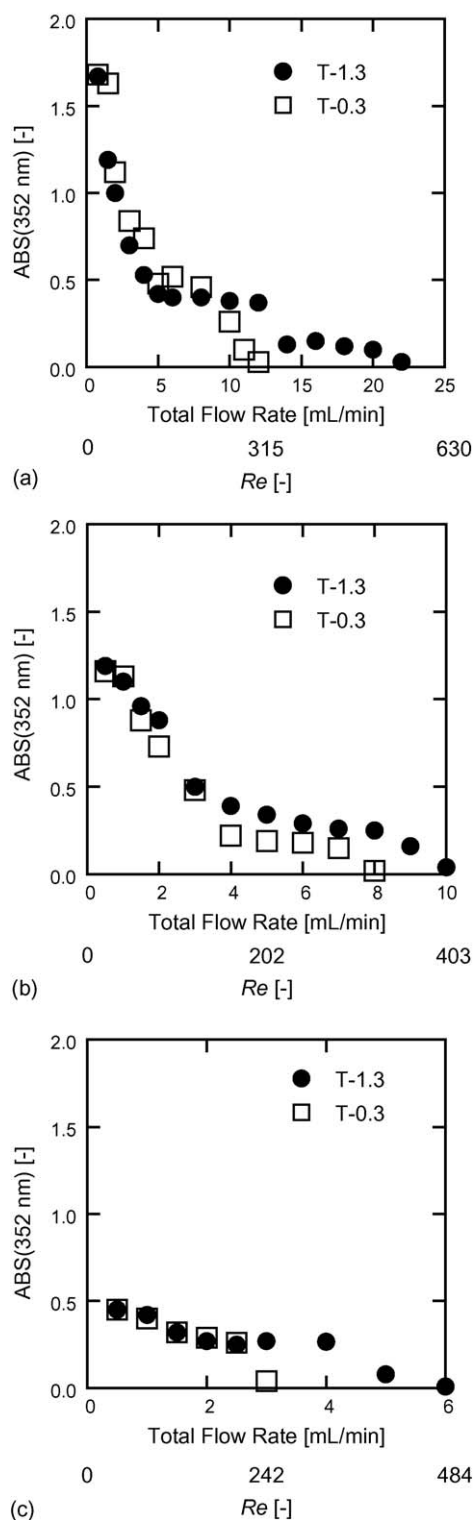 2.0
T-1.3
T-0.3
1.5
1.0
0.5
0.0
ABS(352 nm) [-]
0 5 10 15 20 25
Total Flow Rate [mL/min]
0 315 630
Re [-]
(a)
2.0
T-1.3
T-0.3
1.5
1.0
0.5
0.0
ABS(352 nm) [-]
0 2 4 6 8 10
Total Flow Rate [mL/min]
0 202 403
Re [-]
(b)
2.0
T-1.3
T-0.3
1.5
1.0
0.5
0.0
ABS(352 nm) [-]
0 2 4 6
Total Flow Rate [mL/min]
0 242 484
Re [-]
(c)